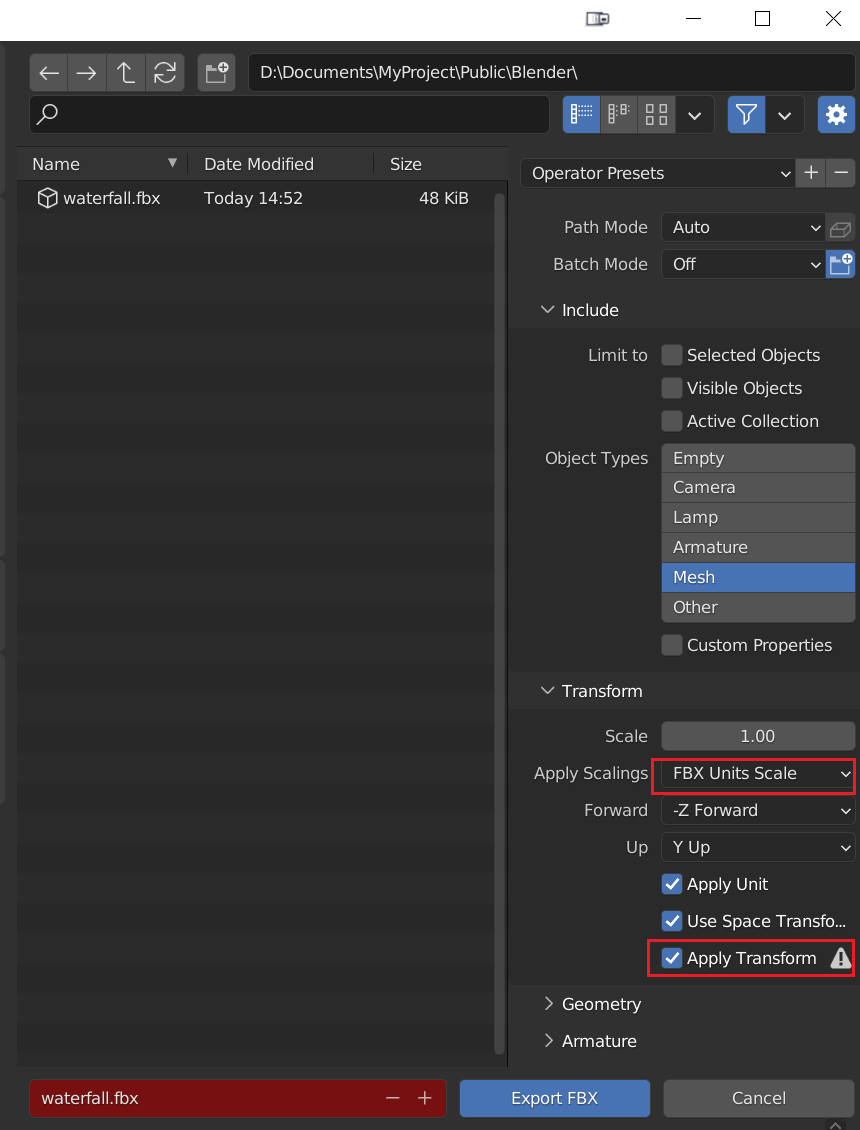 D:\Documents\MyProject\Public\Blender\
Name Date Modified Size
waterfall.fbx Today 14:52 48 KiB
Operator Presets
Path Mode Auto
Batch Mode Off
Include
Limit to Selected Objects
Visible Objects
Active Collection
Object Types Empty
Camera
Lamp
Armature
Mesh
Other
Custom Properties
Transform
Scale 1.00
Apply Scalings FBX Units Scale
Forward -Z Forward
Up Y Up
Apply Unit
Use Space Transfo...
Apply Transform
Geometry
Armature
waterfall.fbx Export FBX Cancel